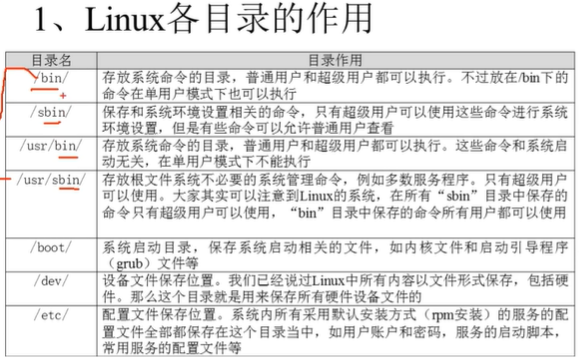 1、Linux各目录的作用
目录名 目录作用
/bin/ 存放系统命令的目录，普通用户和超级用户都可以执行。不过放在/bin下的
命令在单用户模式下也可以执行
/sbin/ 保存和系统环境设置相关的命令，只有超级用户可以使用这些命令进行系统
环境设置，但是有些命令可以允许普通用户查看
/usr/bin/ 存放系统命令的目录，普通用户和超级用户都可以执行。这些命令和系统启
动无关，在单用户模式下不能执行
/usr/sbin/ 存放根文件系统不必要的系统管理命令，例如多数服务程序。只有超级用户
可以使用。大家其实可以注意到Linux的系统，在所有“sbin”目录中保存的
命令只有超级用户可以使用，“bin”目录中保存的命令所有用户都可以使用
/boot/ 系统启动目录，保存系统启动相关的文件，如内核文件和启动引导程序
（grub）文件等
/dev/ 设备文件保存位置。我们已经说过Linux中所有内容以文件形式保存，包括硬
件。那么这个目录就是用来保存所有硬件设备文件的
/etc/ 配置文件保存位置。系统内所有采用默认安装方式（rpm安装）的服务的配
置文件全部都保存在这个目录当中，如用户账户和密码，服务的启动脚本，
常用服务的配置文件等